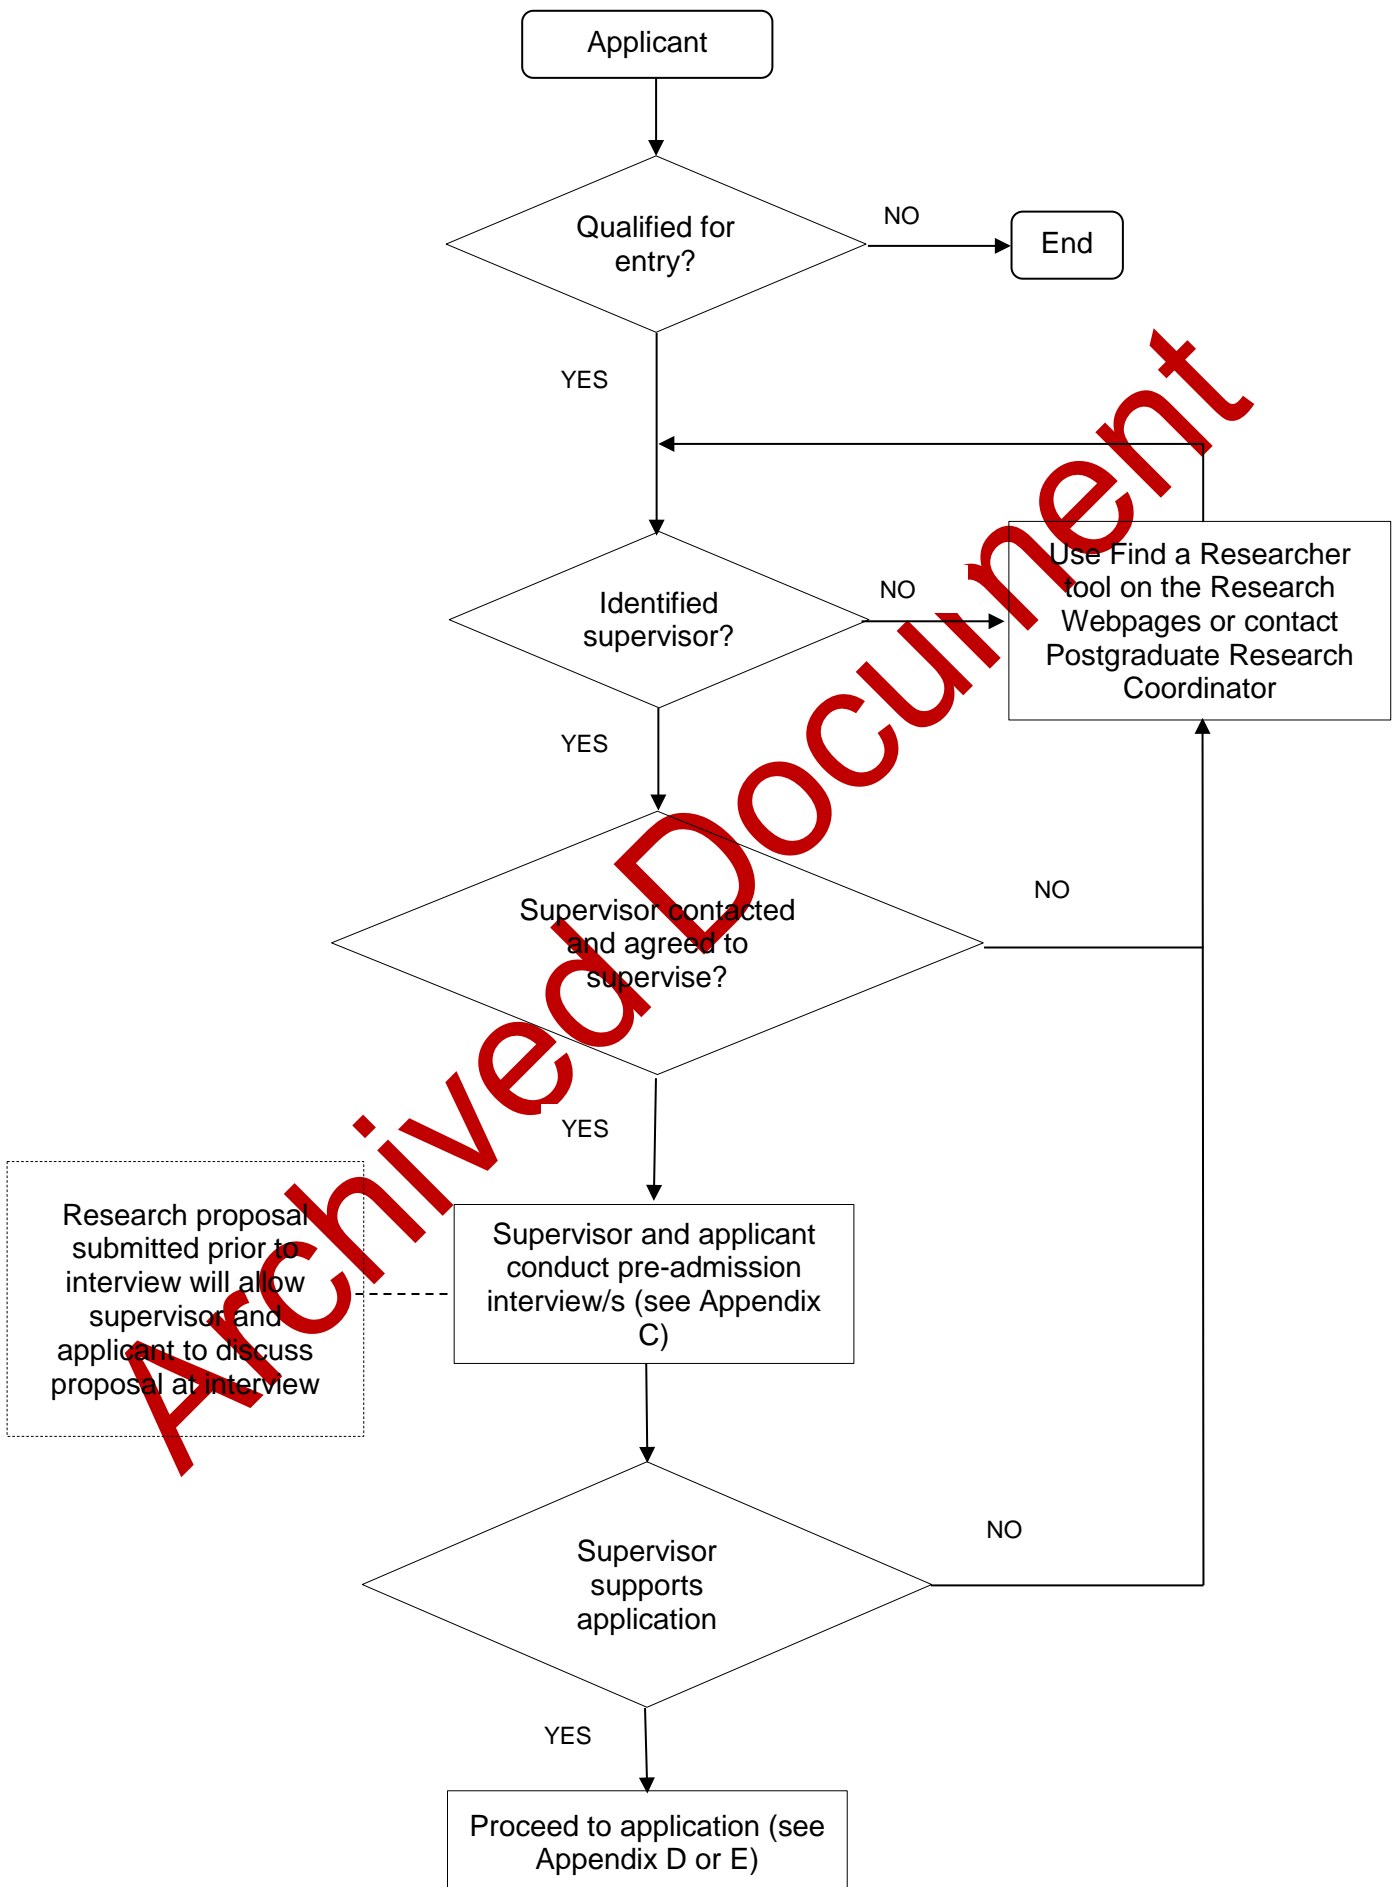 Applicant
Qualified for
entry?
NO
End
YES
Identified
supervisor?
NO
Use Find a Researcher
tool on the Research
Webpages or contact
Postgraduate Research
Coordinator
YES
Supervisor contacted
and agreed to
supervise?
NO
YES
Research proposal
submitted prior to
interview will allow
supervisor and
applicant to discuss
proposal at interview
Supervisor and applicant
conduct pre-admission
interview/s (see Appendix
C)
Supervisor
supports
application
NO
YES
Proceed to application (see
Appendix D or E)
Archived Document